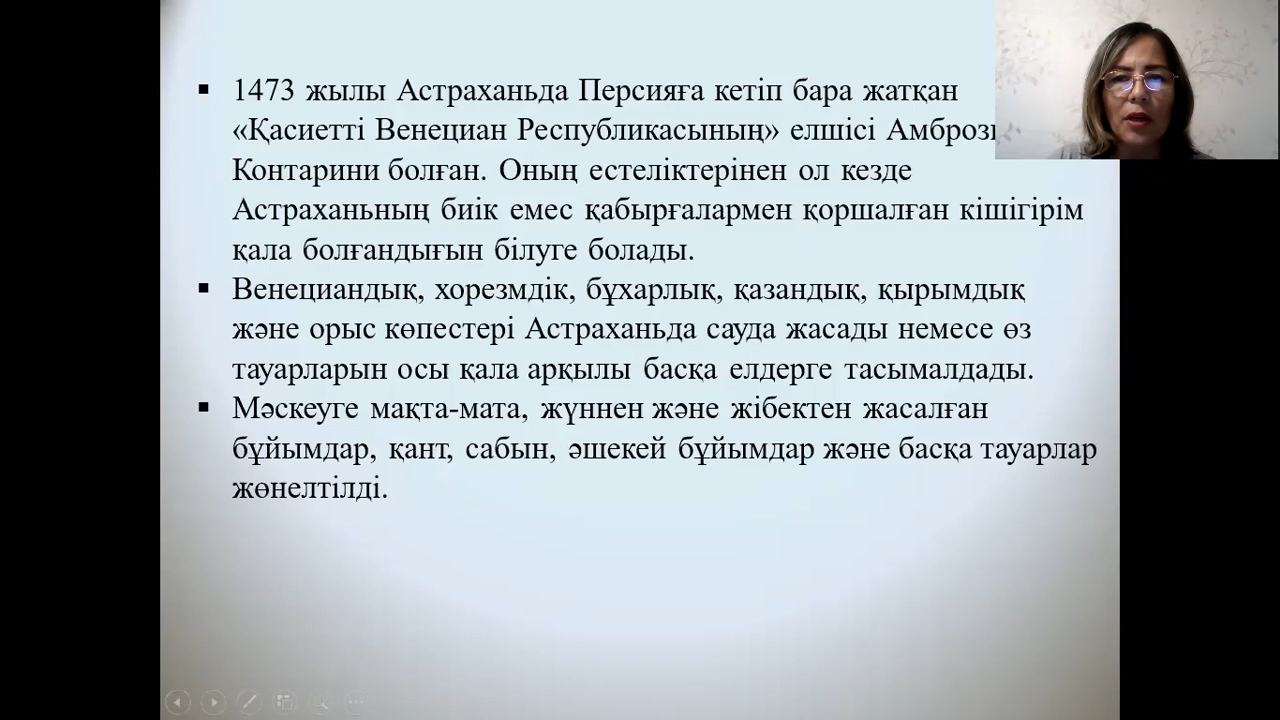 1473 жылы Астраханьда Персияға кетіп бара жатқан
«Қасиетті Венециан Республикасының» елшісі
Контарини болған. Оның естеліктерінен ол кезде
Астраханьның биік емес қабырғалармен қоршалған кішігірім
қала болғандығын білуге болады.
Венециандық, хорезмдік, бұхарлық, қазандық, қырымдық
және орыс көпестері Астраханьда сауда жасады немесе өз
тауарларын осы қала арқылы басқа елдерге тасымалдады.
Мәскеуге мақта-мата, жүннен және жібектен жасалған
бұйымдар, қант, сабын, әшекей бұйымдар және басқа тауарлар
жөнелтілді.